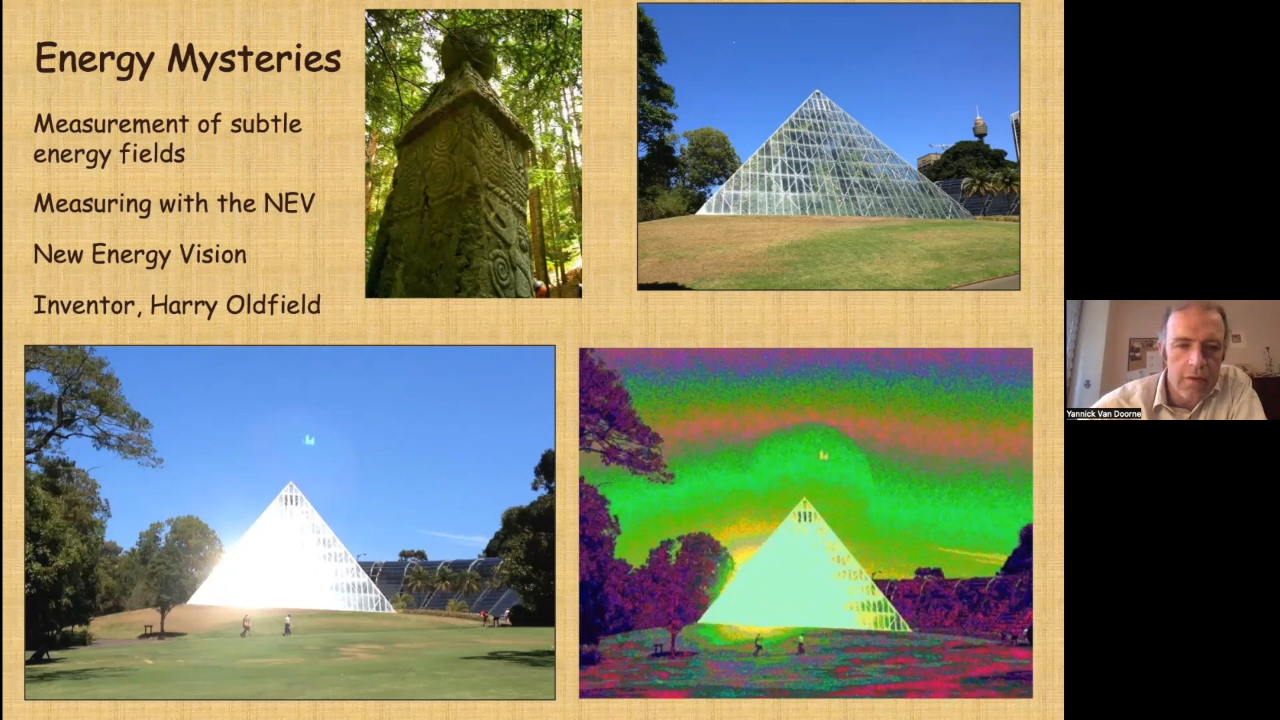 Energy Mysteries
Measurement of subtle
energy fields
Measuring with the NEV
New Energy Vision
Inventor, Harry Oldfield
Yannick Van Doorne